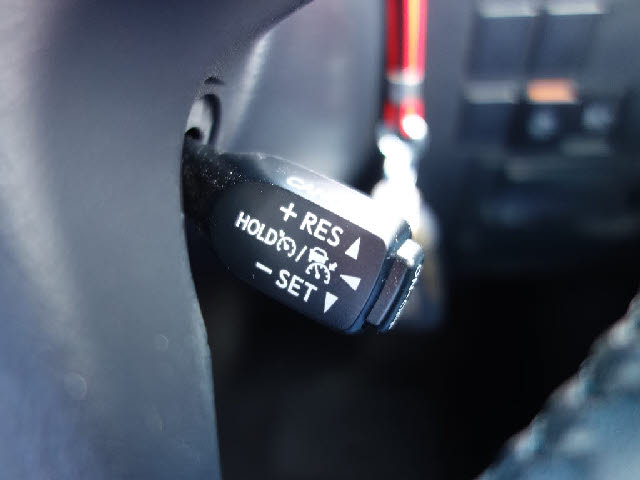 + RES
HOLD /
− SET